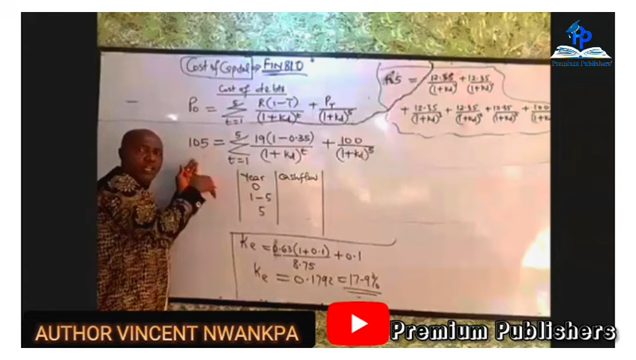 Premium Publishers'
Cost of Capital → FINBLD
Cost of debts
P₀ = 5 Σ t=1 R(1-T)/(1+kd)ᵗ + Pₜ/(1+kd)⁵
105 = 5 Σ t=1 19(1-0.35)/(1+kd)ᵗ + 100/(1+kd)⁵
= 12.35/(1+kd)¹ + 12.35/(1+kd)²
+ 12.35/(1+kd)³ + 12.35/(1+kd)⁴ + 12.35/(1+kd)⁵ + 100
Year Cashflow
0
1-5
5
Ke = 0.63(1+0.1)/8.75 + 0.1
Ke = 0.1792 = 17.9%
AUTHOR VINCENT NWANKPA
Premium Publishers